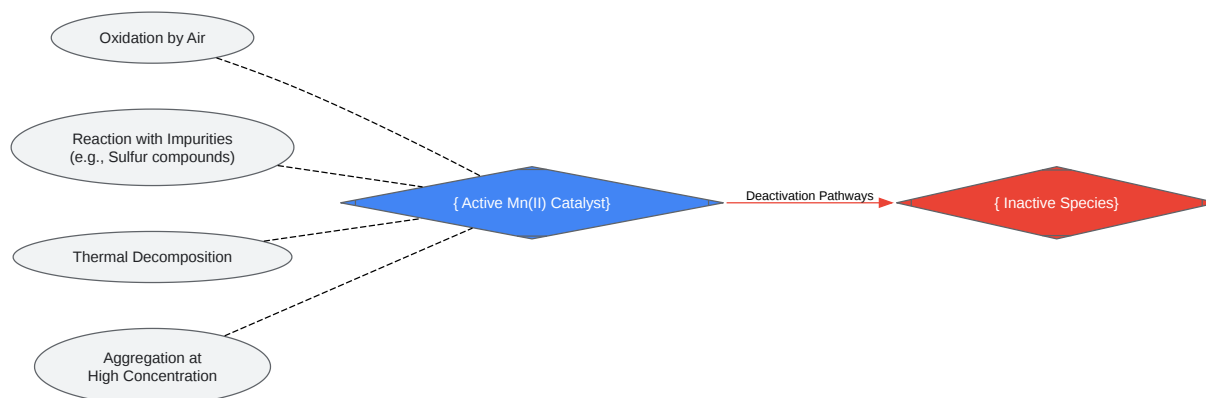 Oxidation by Air
Reaction with Impurities
(e.g., Sulfur compounds)
{ Active Mn(II) Catalyst}
Deactivation Pathways
{ Inactive Species}
Thermal Decomposition
Aggregation at
High Concentration